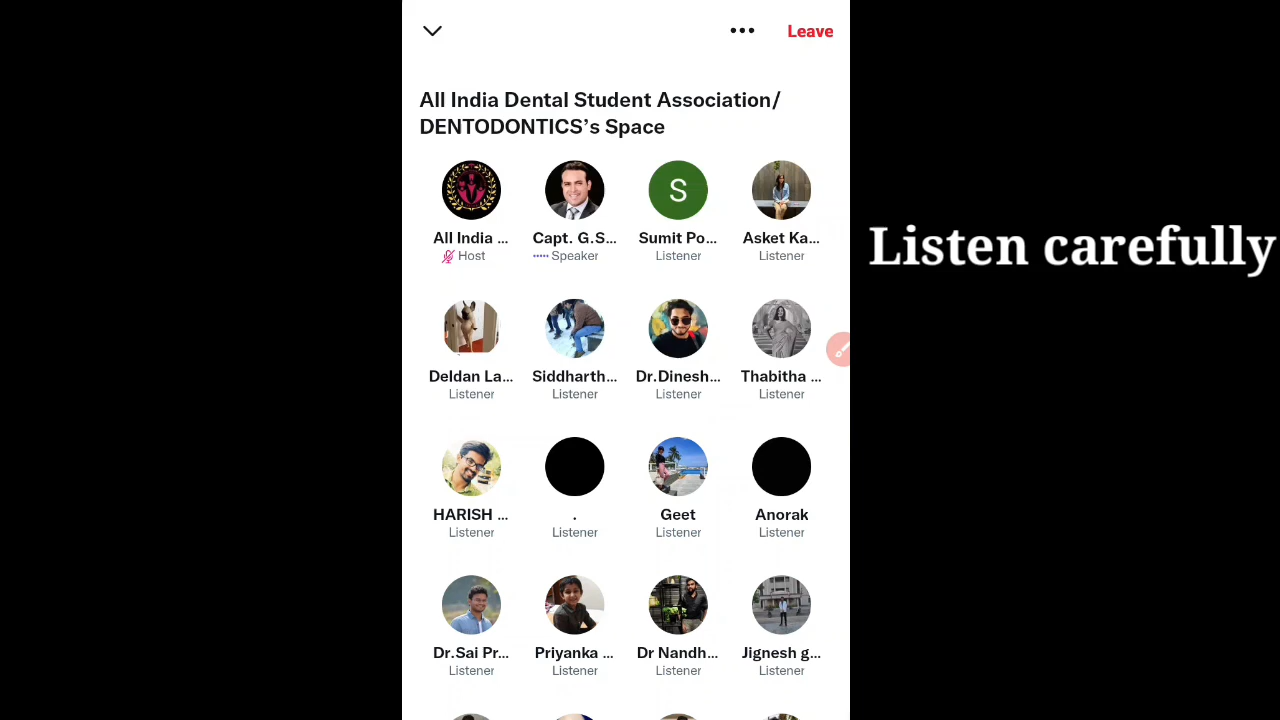 Leave
All India Dental Student Association/
DENTODONTICS's Space
All India ... Capt. G.S... Sumit Po... Asket Ka...
Host Speaker Listener Listener
Deldan La... Siddharth... Dr.Dinesh... Thabitha ...
Listener Listener Listener Listener
HARISH ... . Geet Anorak
Listener Listener Listener Listener
Dr.Sai Pr... Priyanka ... Dr Nandh... Jignesh g...
Listener Listener Listener Listener
S
Listen carefully